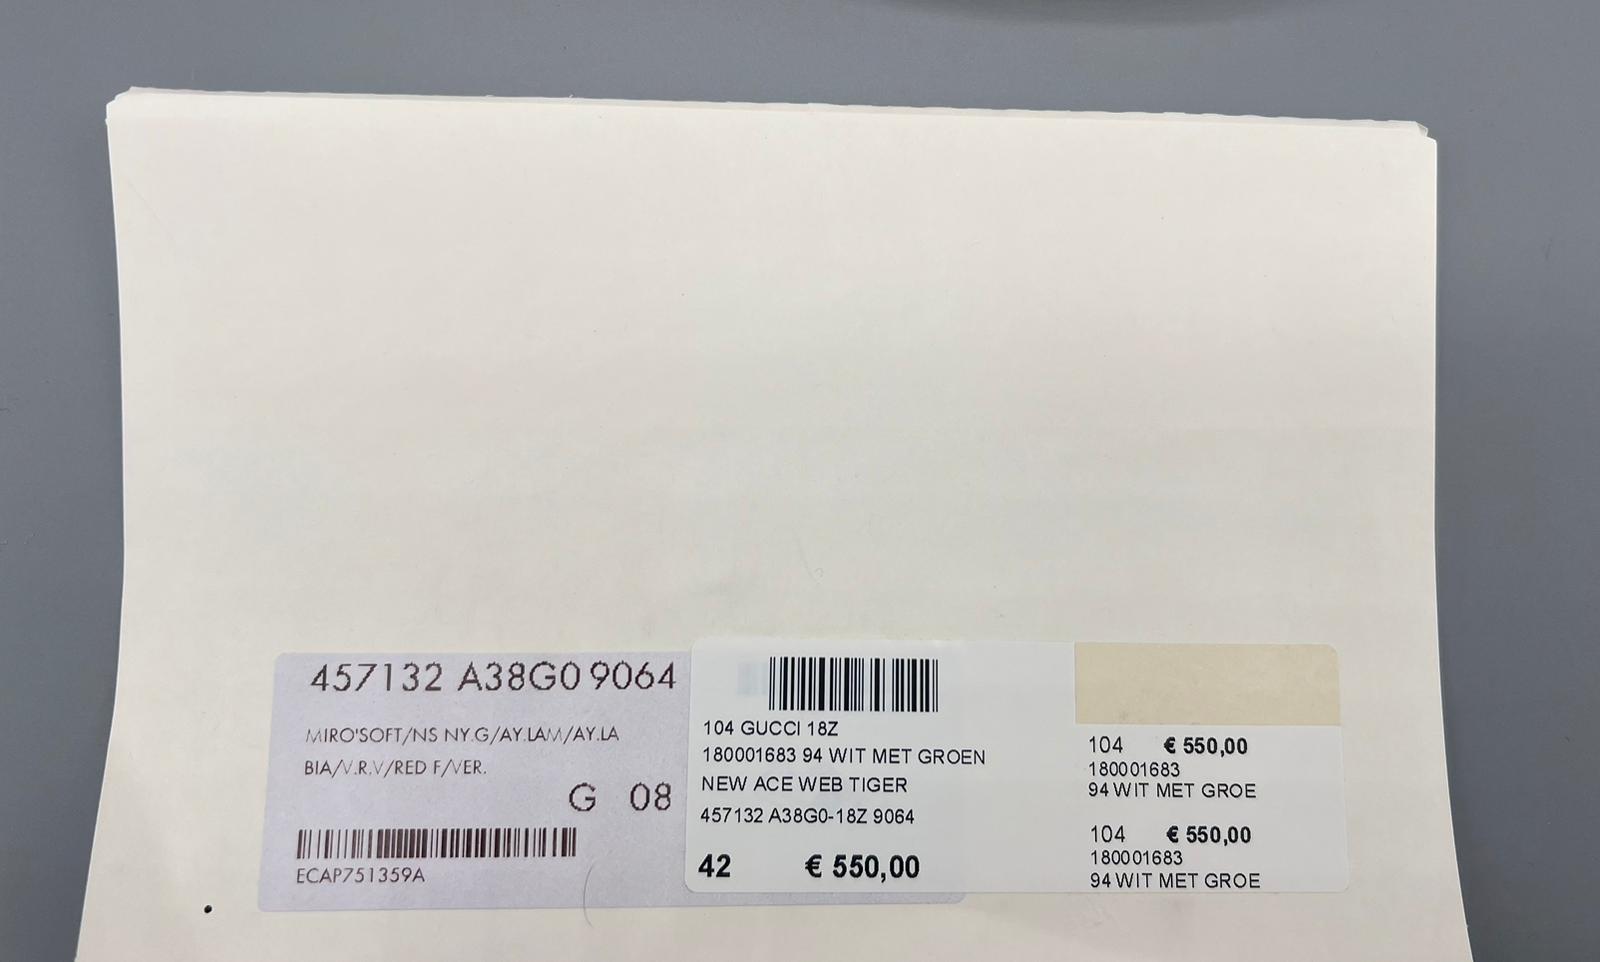 457132 A38G0 9064
MIRO'SOFT/NS NY.G/AY.LAM/AY.LA
BIA/V.R.V/RED F/VER.
G 08
ECAP751359A
104 GUCCI 18Z
180001683 94 WIT MET GROEN
NEW ACE WEB TIGER
457132 A38G0-18Z 9064
42 € 550,00
104 € 550,00
180001683
94 WIT MET GROE
104 € 550,00
180001683
94 WIT MET GROE